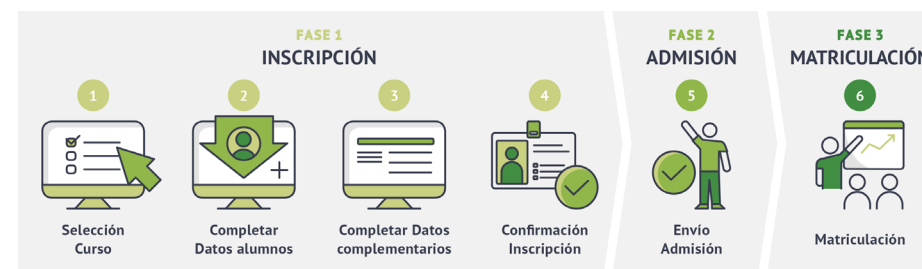 FASE 1
INSCRIPCIÓN
1
2
3
4
Selección
Curso
Completar
Datos alumnos
Completar Datos
complementarios
Confirmación
Inscripción
FASE 2
ADMISIÓN
5
Envío
Admisión
FASE 3
MATRICULACIÓN
6
Matriculación